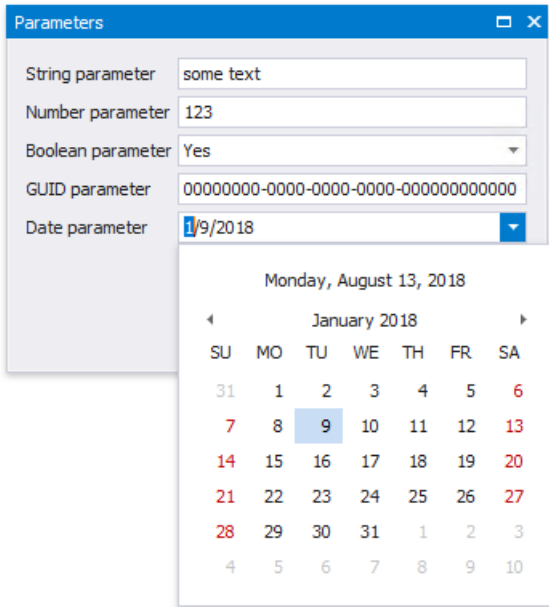 Parameters
String parameter some text
Number parameter 123
Boolean parameter Yes
GUID parameter 00000000-0000-0000-0000-000000000000
Date parameter 1/9/2018
Monday, August 13, 2018
January 2018
SU MO TU WE TH FR SA
31 1 2 3 4 5 6
7 8 9 10 11 12 13
14 15 16 17 18 19 20
21 22 23 24 25 26 27
28 29 30 31 1 2 3
4 5 6 7 8 9 10